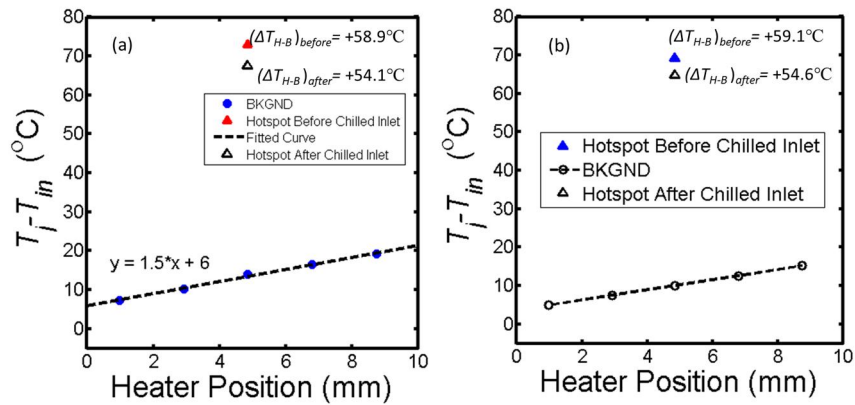 (a)
(ΔT_H-B)_before= +58.9°C
(ΔT_H-B)_after= +54.1°C
BKGND
Hotspot Before Chilled Inlet
Fitted Curve
Hotspot After Chilled Inlet
y = 1.5*x + 6
80
70
60
50
40
30
20
10
0
T_j-T_in (°C)
0 2 4 6 8 10
Heater Position (mm)
(b)
(ΔT_H-B)_before= +59.1°C
(ΔT_H-B)_after= +54.6°C
Hotspot Before Chilled Inlet
BKGND
Hotspot After Chilled Inlet
80
70
60
50
40
30
20
10
0
T_j-T_in (°C)
0 2 4 6 8 10
Heater Position (mm)